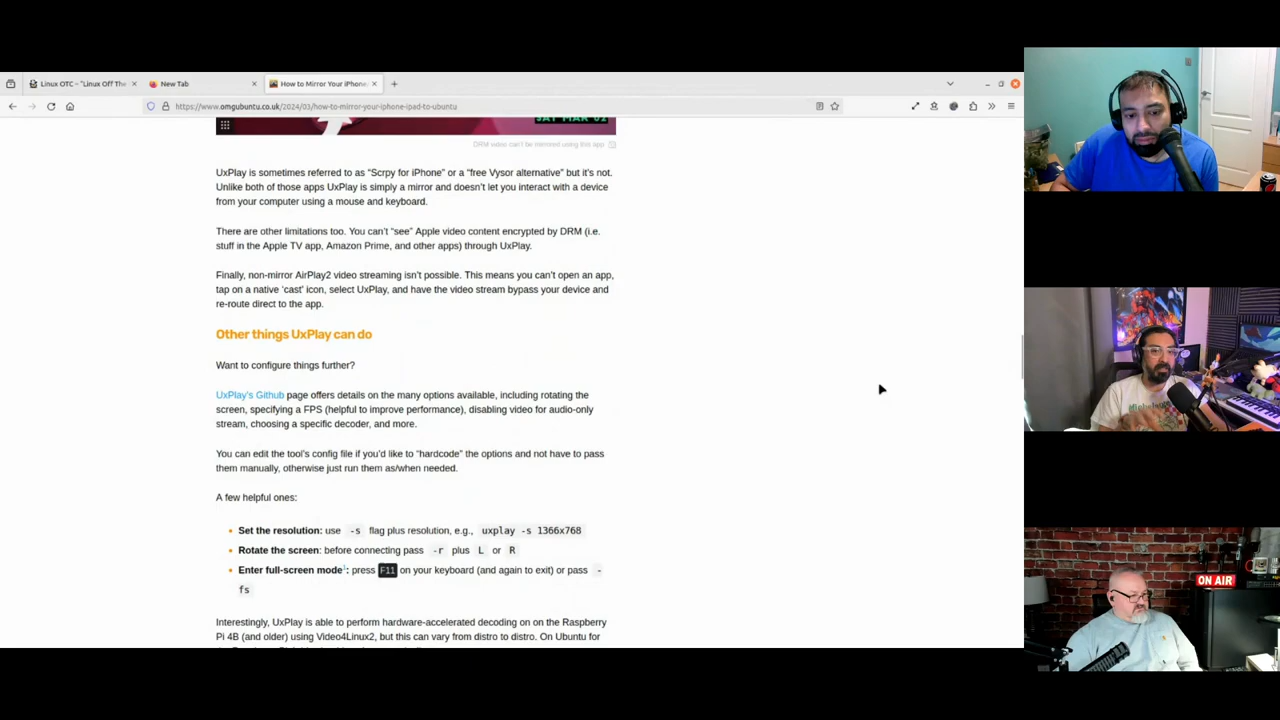 Linux OTC – "Linux Off The
New Tab
How to Mirror Your iPhone,
https://www.omgubuntu.co.uk/2024/03/how-to-mirror-your-iphone-ipad-to-ubuntu
SAT MAR 01
DRM video can't be mirrored using this app
UxPlay is sometimes referred to as “Scrpy for iPhone” or a “free Vysor alternative” but it’s not.
Unlike both of those apps UxPlay is simply a mirror and doesn’t let you interact with a device
from your computer using a mouse and keyboard.
There are other limitations too. You can’t “see” Apple video content encrypted by DRM (i.e.
stuff in the Apple TV app, Amazon Prime, and other apps) through UxPlay.
Finally, non-mirror AirPlay2 video streaming isn’t possible. This means you can’t open an app,
tap on a native ‘cast’ icon, select UxPlay, and have the video stream bypass your device and
re-route direct to the app.
Other things UxPlay can do
Want to configure things further?
UxPlay’s Github page offers details on the many options available, including rotating the
screen, specifying a FPS (helpful to improve performance), disabling video for audio-only
stream, choosing a specific decoder, and more.
You can edit the tool’s config file if you’d like to “hardcode” the options and not have to pass
them manually, otherwise just run them as/when needed.
A few helpful ones:
• Set the resolution: use -s flag plus resolution, e.g., uxplay -s 1366x768
• Rotate the screen: before connecting pass -r plus L or R
• Enter full-screen mode¹: press F11 on your keyboard (and again to exit) or pass -
fs
Interestingly, UxPlay is able to perform hardware-accelerated decoding on on the Raspberry
Pi 4B (and older) using Video4Linux2, but this can vary from distro to distro. On Ubuntu for
ON AIR